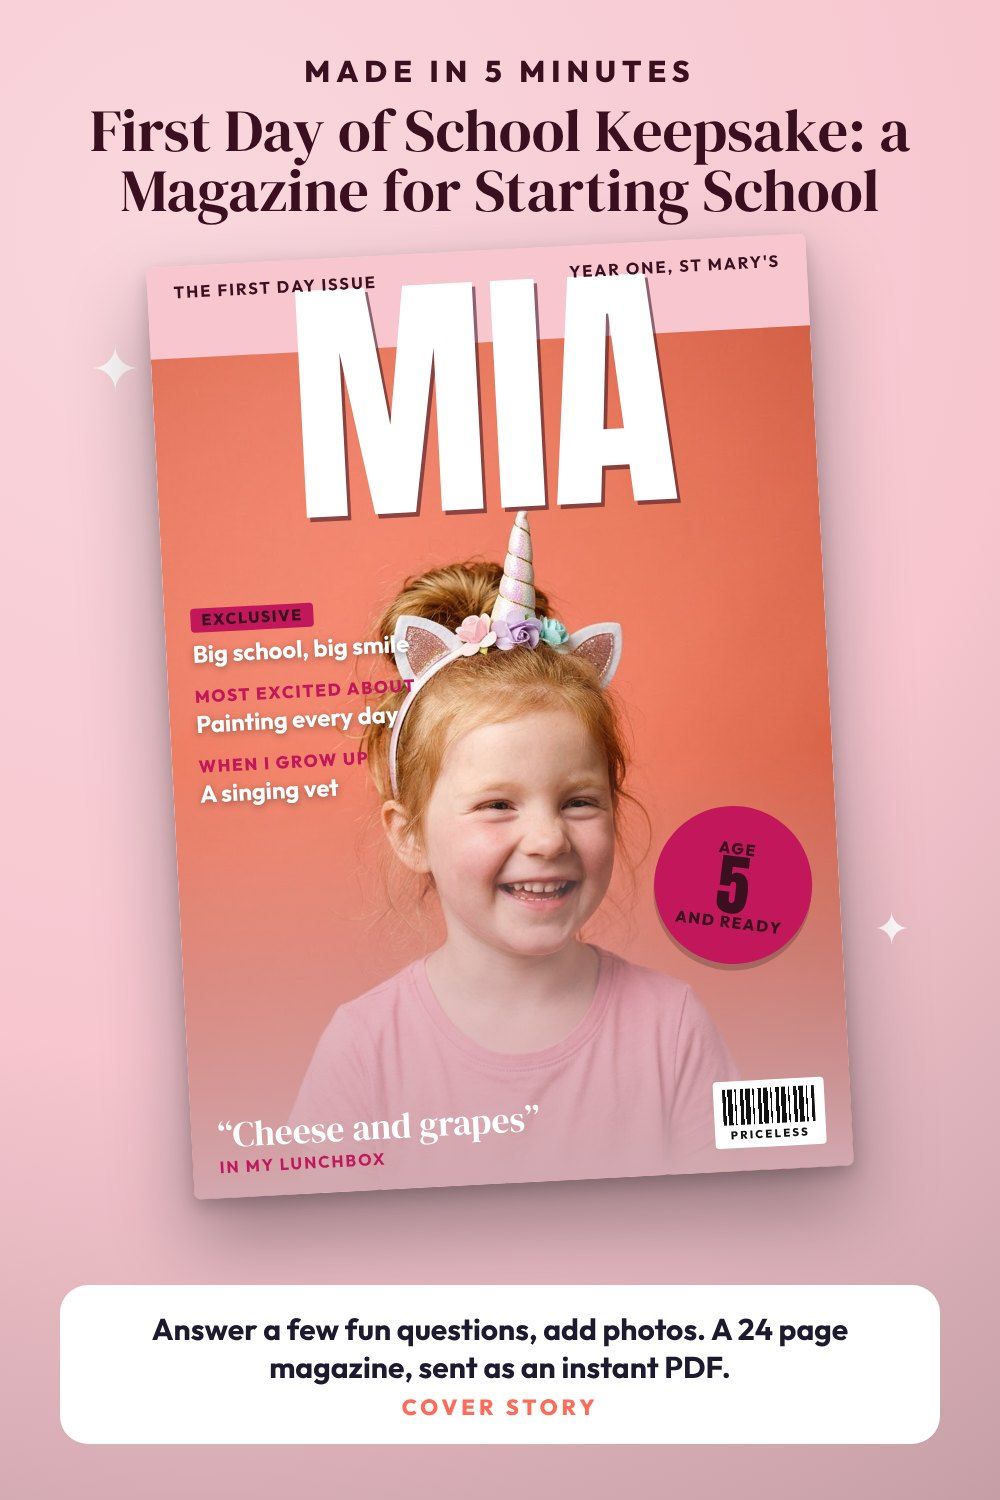 MADE IN 5 MINUTES
First Day of School Keepsake: a
Magazine for Starting School
THE FIRST DAY ISSUE
YEAR ONE, ST MARY'S
MIA
EXCLUSIVE
Big school, big smile
MOST EXCITED ABOUT
Painting every day
WHEN I GROW UP
A singing vet
AGE
5
AND READY
“Cheese and grapes”
IN MY LUNCHBOX
PRICELESS
Answer a few fun questions, add photos. A 24 page
magazine, sent as an instant PDF.
COVER STORY